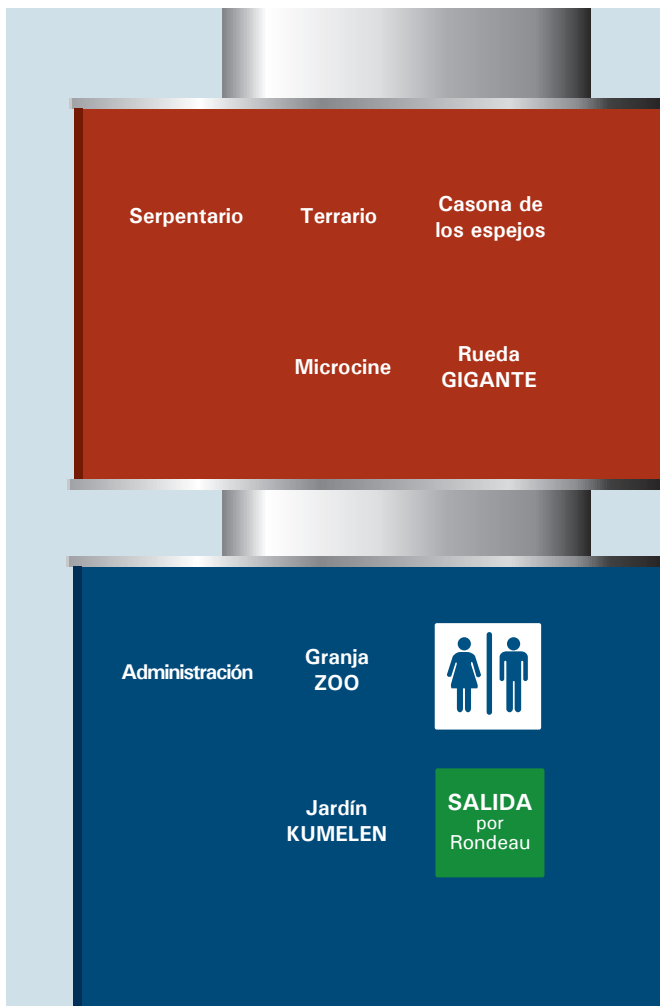 Serpentario
Terrario
Casona de
los espejos
Microcine
Rueda
GIGANTE
Administración
Granja
ZOO
Jardín
KUMELEN
SALIDA
por
Rondeau